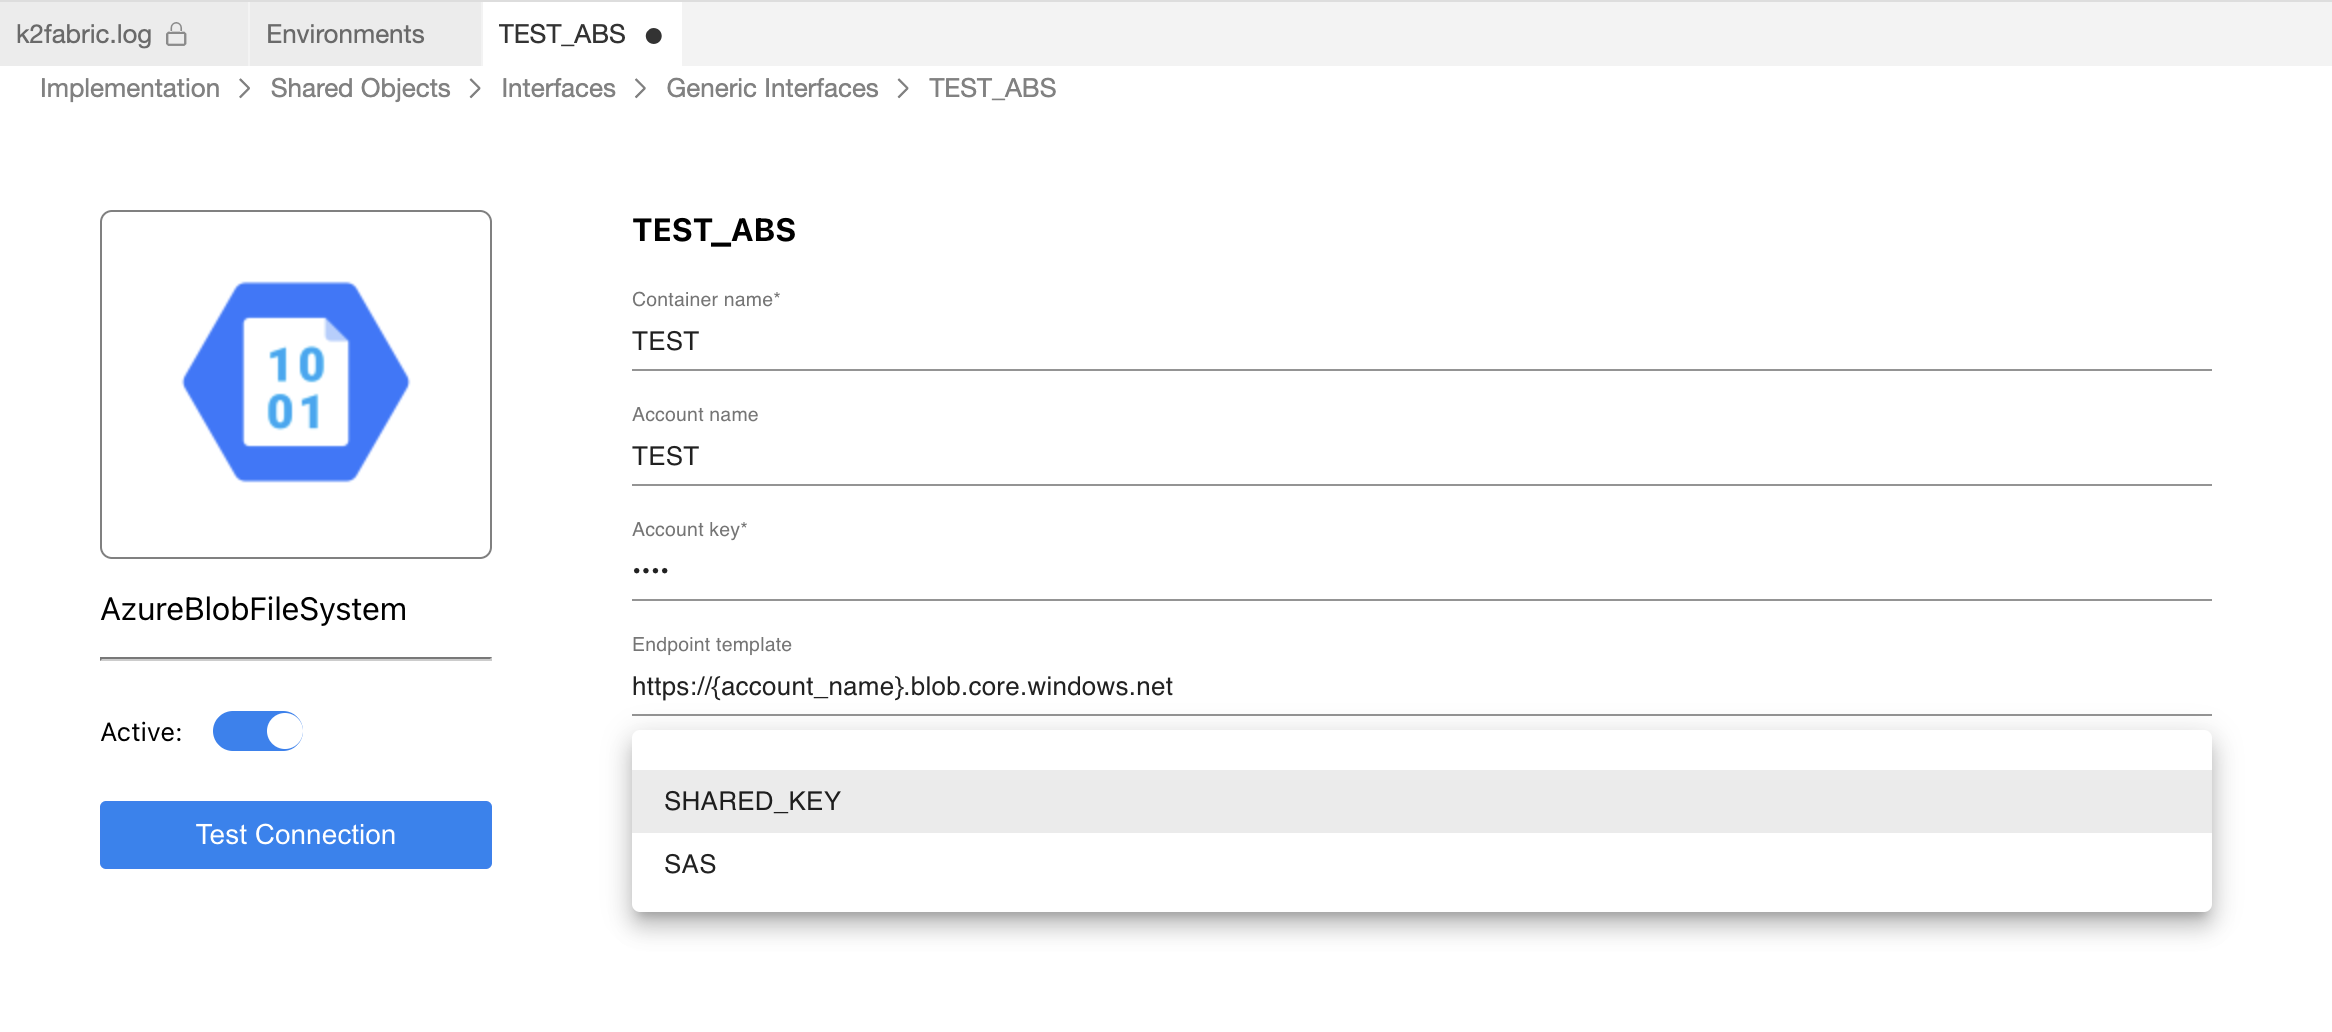 k2fabric.log Environments TEST_ABS
Implementation > Shared Objects > Interfaces > Generic Interfaces > TEST_ABS
10
01
AzureBlobFileSystem
Active:
Test Connection
TEST_ABS
Container name*
TEST
Account name
TEST
Account key*
••••
Endpoint template
https://{account_name}.blob.core.windows.net
SHARED_KEY
SAS